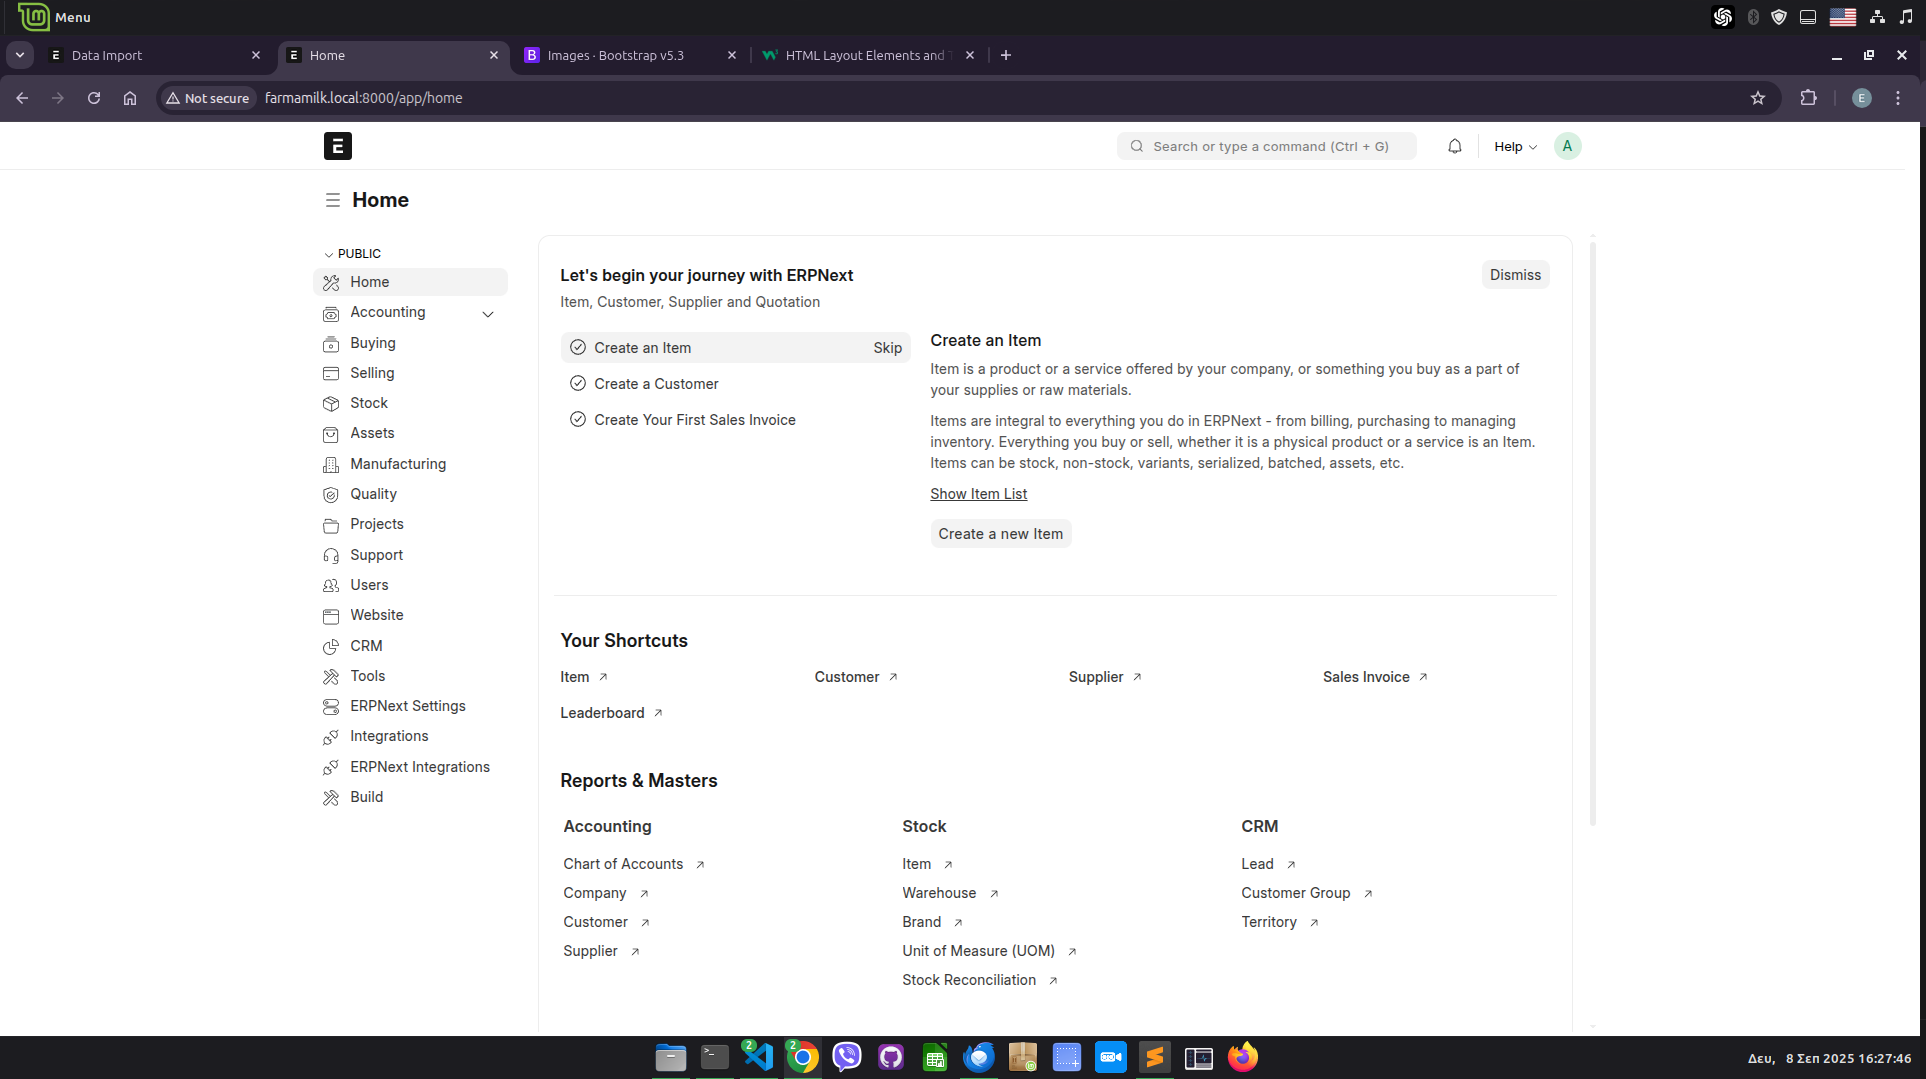 Menu
Data Import
Home
Images · Bootstrap v5.3
HTML Layout Elements and
Not secure
farmamilk.local:8000/app/home
E
Search or type a command (Ctrl + G)
Help
A
Home
PUBLIC
Home
Accounting
Buying
Selling
Stock
Assets
Manufacturing
Quality
Projects
Support
Users
Website
CRM
Tools
ERPNext Settings
Integrations
ERPNext Integrations
Build
Let's begin your journey with ERPNext
Dismiss
Item, Customer, Supplier and Quotation
Create an Item
Skip
Create a Customer
Create Your First Sales Invoice
Create an Item
Item is a product or a service offered by your company, or something you buy as a part of
your supplies or raw materials.
Items are integral to everything you do in ERPNext - from billing, purchasing to managing
inventory. Everything you buy or sell, whether it is a physical product or a service is an Item.
Items can be stock, non-stock, variants, serialized, batched, assets, etc.
Show Item List
Create a new Item
Your Shortcuts
Item
Customer
Supplier
Sales Invoice
Leaderboard
Reports & Masters
Accounting
Chart of Accounts
Company
Customer
Supplier
Stock
Item
Warehouse
Brand
Unit of Measure (UOM)
Stock Reconciliation
CRM
Lead
Customer Group
Territory
2
2
Δευ, 8 Σεπ 2025 16:27:46